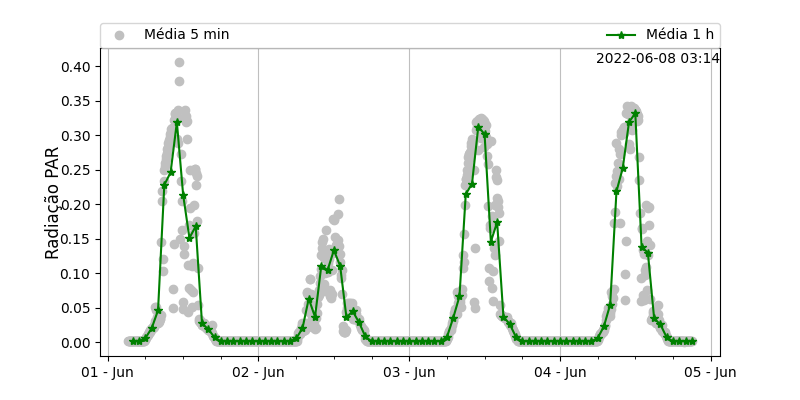 Média 5 min
Média 1 h
2022-06-08 03:14
Radiação PAR
0.40
0.35
0.30
0.25
0.20
0.15
0.10
0.05
0.00
01 - Jun
02 - Jun
03 - Jun
04 - Jun
05 - Jun